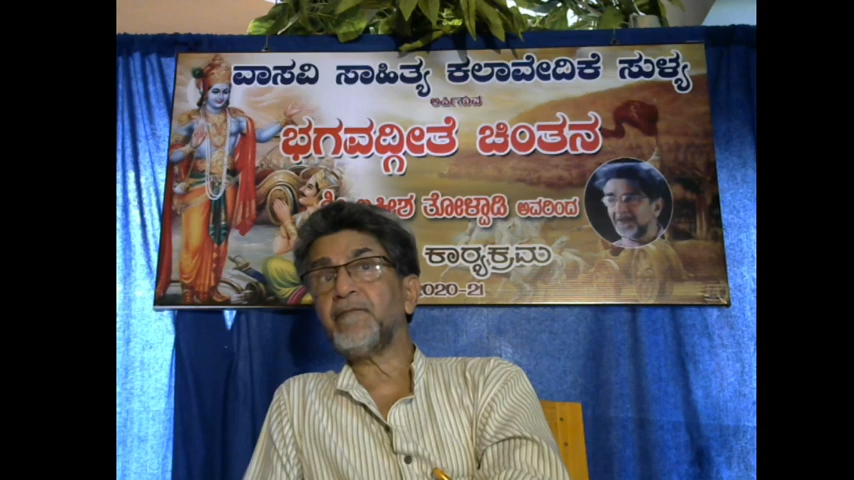 ವಾಸವಿ ಸಾಹಿತ್ಯ ಕಲಾವೇದಿಕೆ ಸುಳ್ಯ
ಅರ್ಪಿಸುವ
ಭಗವದ್ಗೀತೆ ಚಿಂತನ
ತೋಳ್ಪಾಡಿ ಅವರಿಂದ
ಕಾರ್‍ಯಕ್ರಮ
2020-21